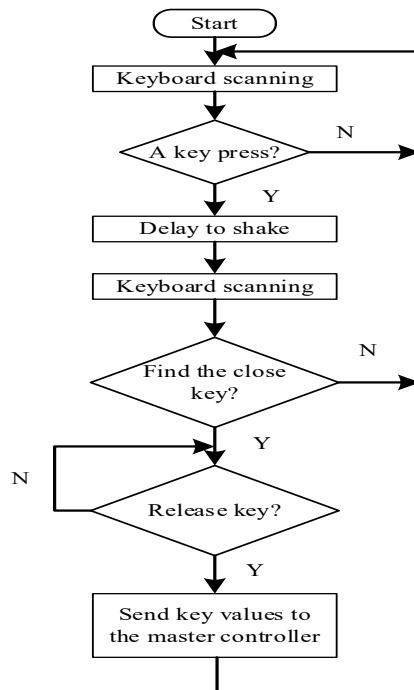 Start
Keyboard scanning
A key press?
N
Y
Delay to shake
Keyboard scanning
Find the close
key?
N
Y
N
Release key?
Y
Send key values to
the master controller